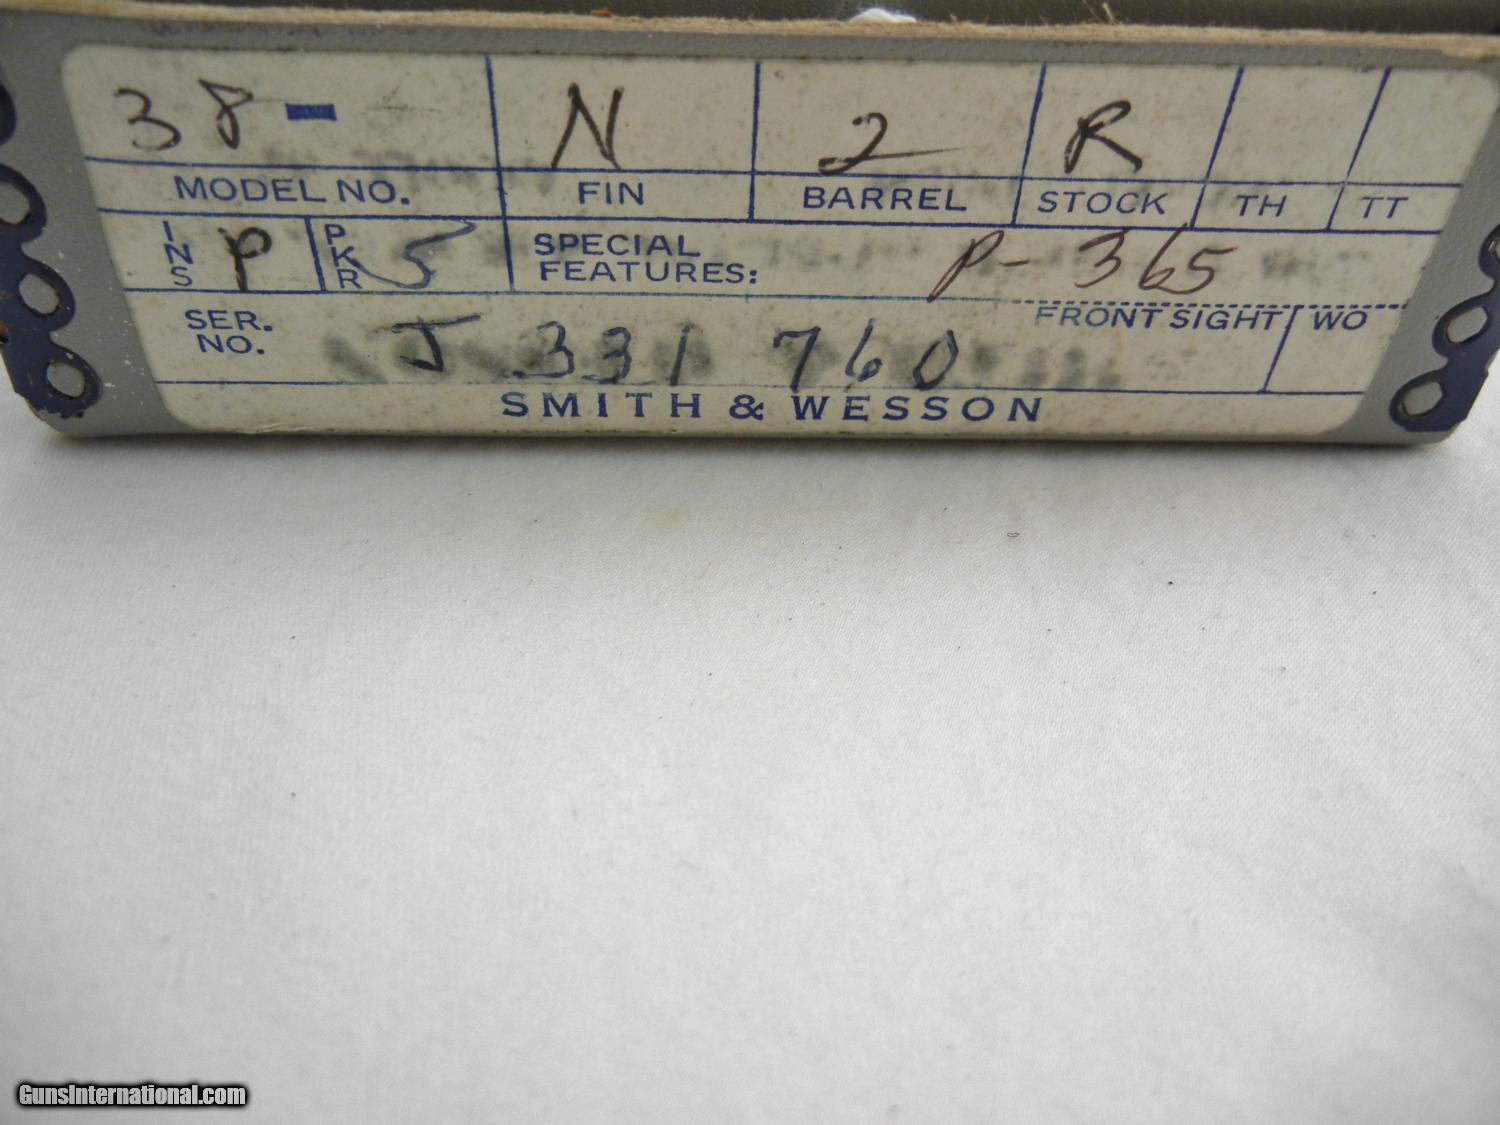 38- N 2 R
MODEL NO. FIN BARREL STOCK TH TT
INS P PKR 5 SPECIAL FEATURES: P-365
FRONT SIGHT WO
SER. NO. J 331 760
SMITH & WESSON
GunsInternational.com